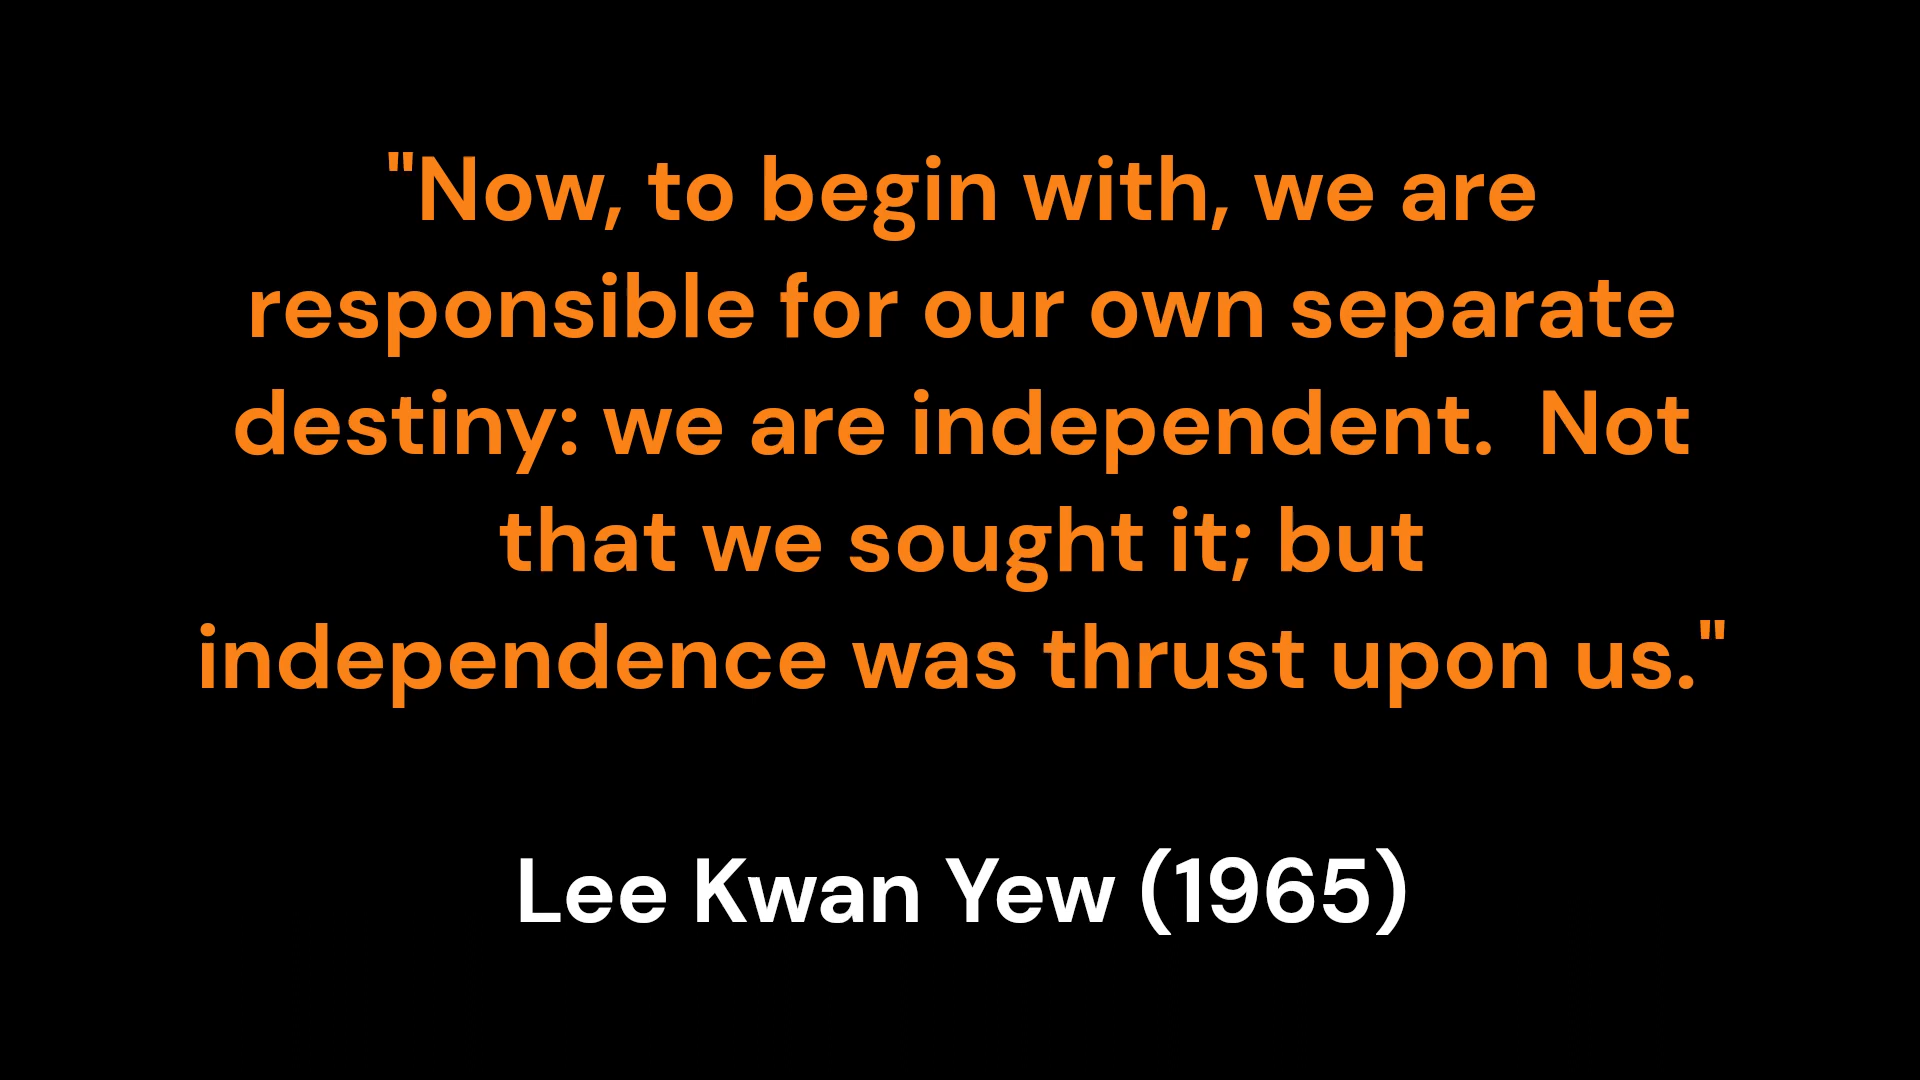 "Now, to begin with, we are
responsible for our own separate
destiny: we are independent.  Not
that we sought it; but
independence was thrust upon us."
Lee Kwan Yew (1965)